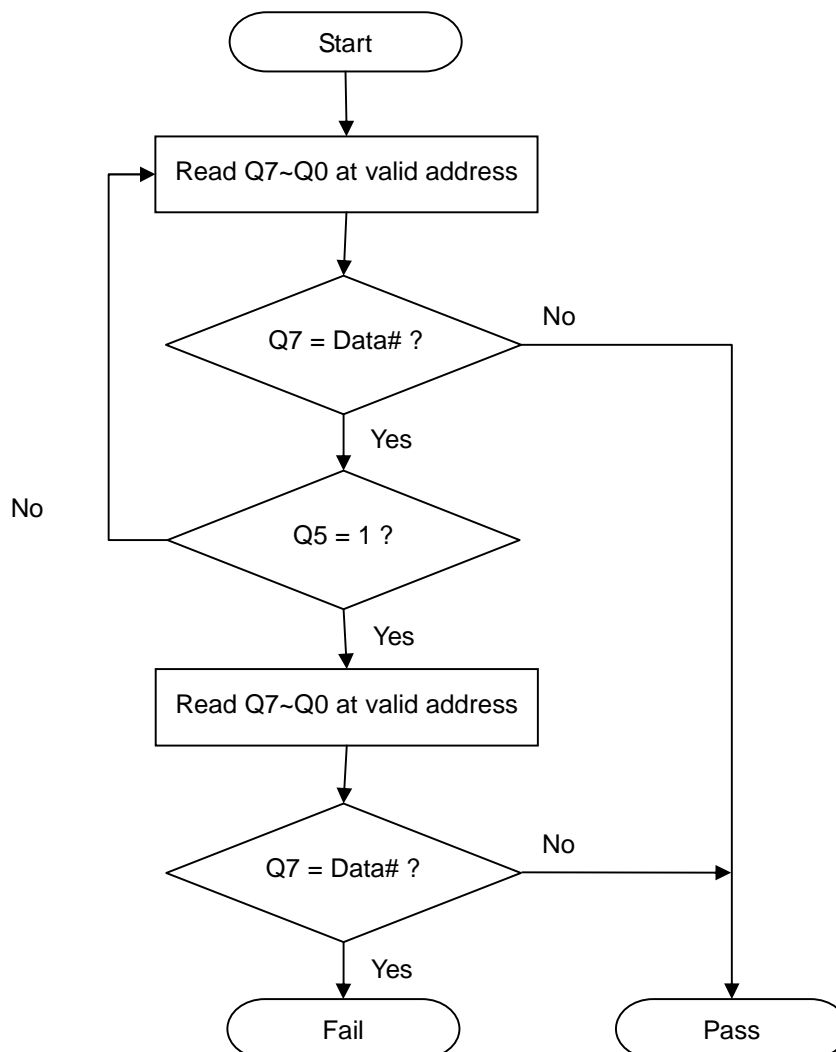 Start
Read Q7~Q0 at valid address
Q7 = Data# ?
No
Yes
No
Q5 = 1 ?
Yes
Read Q7~Q0 at valid address
Q7 = Data# ?
No
Yes
Fail
Pass